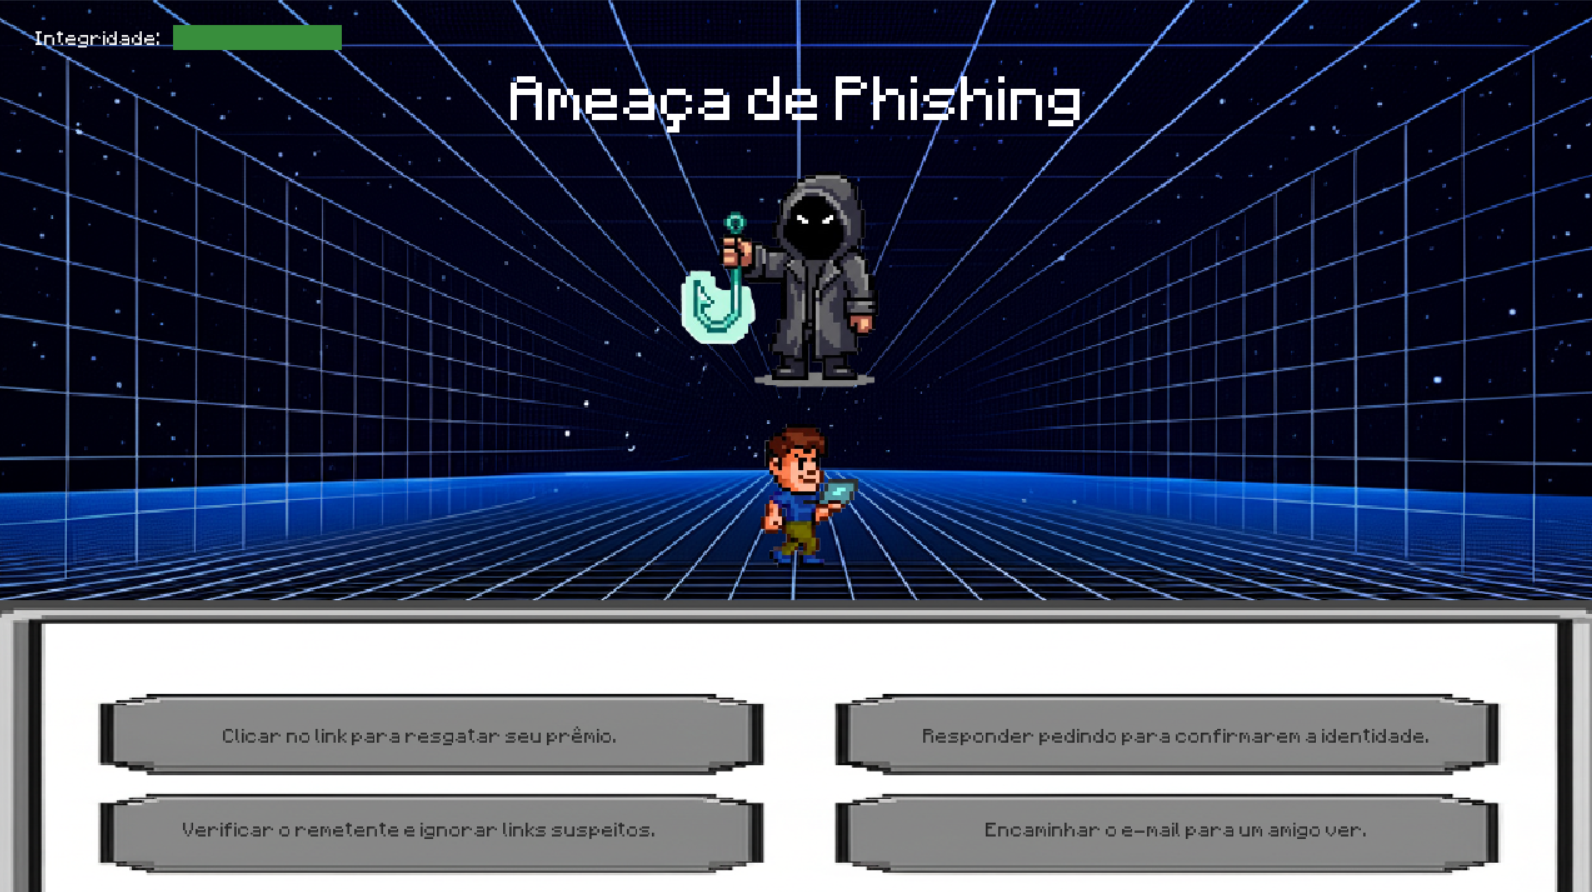 Integridade:
Ameaça de Phishing
Clicar no link para resgatar seu prêmio.
Responder pedindo para confirmarem a identidade.
Verificar o remetente e ignorar links suspeitos.
Encaminhar o e-mail para um amigo ver.